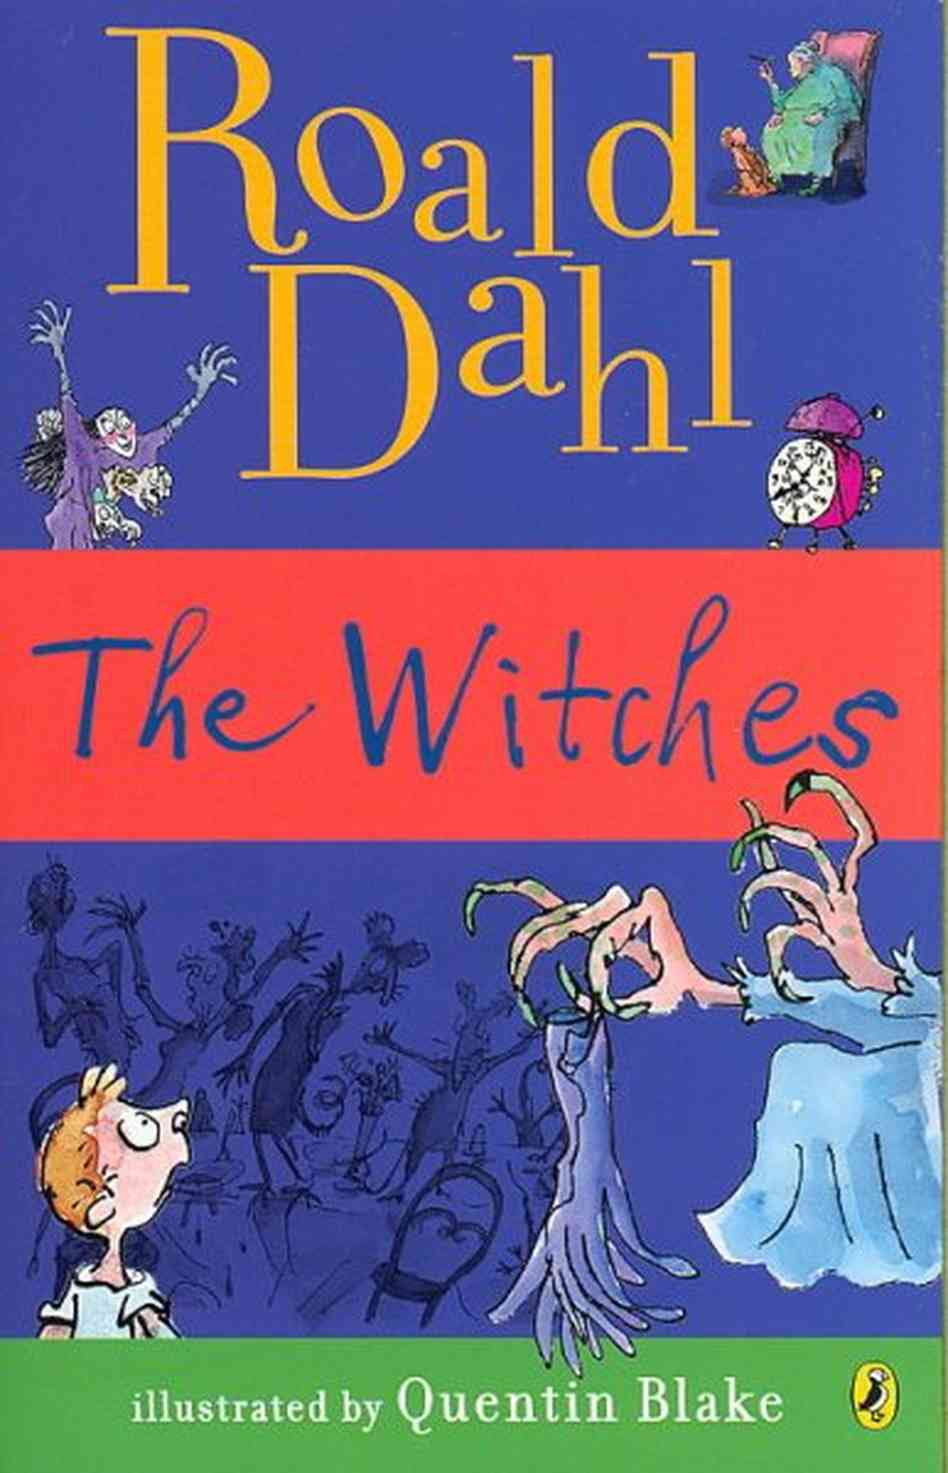 Roald
Dahl
The Witches
illustrated by Quentin Blake